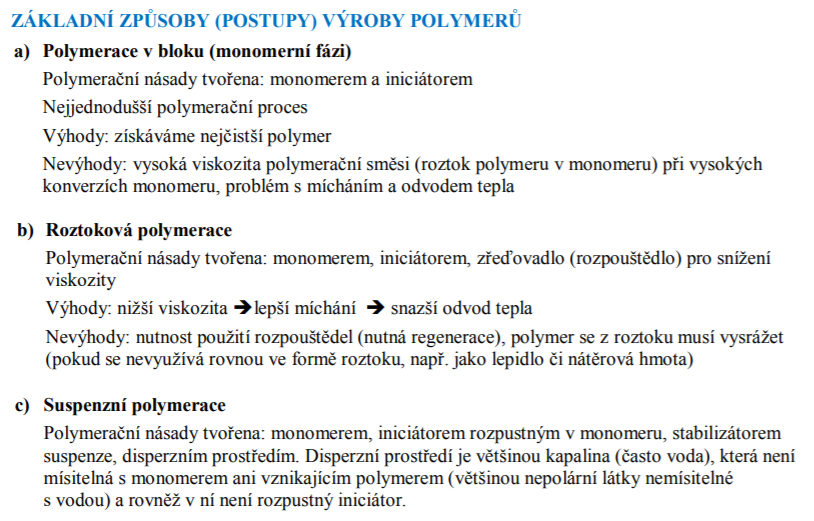 ZÁKLADNÍ ZPŮSOBY (POSTUPY) VÝROBY POLYMERŮ
a) Polymerace v bloku (monomerní fázi)
Polymerační násady tvořena: monomerem a iniciátorem
Nejjednodušší polymerační proces
Výhody: získáváme nejčistší polymer
Nevýhody: vysoká viskozita polymerační směsi (roztok polymeru v monomeru) při vysokých
konverzích monomeru, problém s mícháním a odvodem tepla
b) Roztoková polymerace
Polymerační násady tvořena: monomerem, iniciátorem, zřeďovadlo (rozpouštědlo) pro snížení
viskozity
Výhody: nižší viskozita ➔lepší míchání ➔ snazší odvod tepla
Nevýhody: nutnost použití rozpouštědel (nutná regenerace), polymer se z roztoku musí vysrážet
(pokud se nevyužívá rovnou ve formě roztoku, např. jako lepidlo či nátěrová hmota)
c) Suspenzní polymerace
Polymerační násady tvořena: monomerem, iniciátorem rozpustným v monomeru, stabilizátorem
suspenze, disperzním prostředím. Disperzní prostředí je většinou kapalina (často voda), která není
mísitelná s monomerem ani vznikajícím polymerem (většinou nepolární látky nemísitelné
s vodou) a rovněž v ní není rozpustný iniciátor.